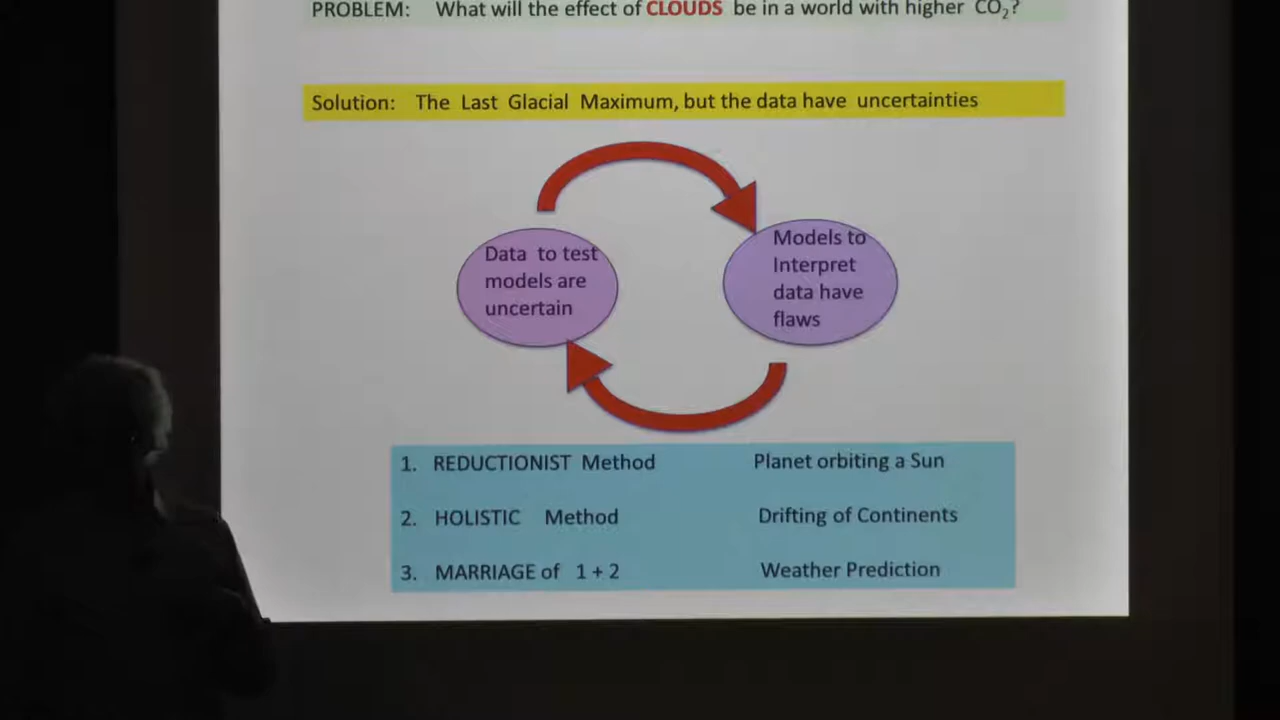 PROBLEM: What will the effect of CLOUDS be in a world with higher CO₂?
Solution: The Last Glacial Maximum, but the data have uncertainties
Data to test
models are
uncertain
Models to
Interpret
data have
flaws
1. REDUCTIONIST Method Planet orbiting a Sun
2. HOLISTIC Method Drifting of Continents
3. MARRIAGE of 1 + 2 Weather Prediction